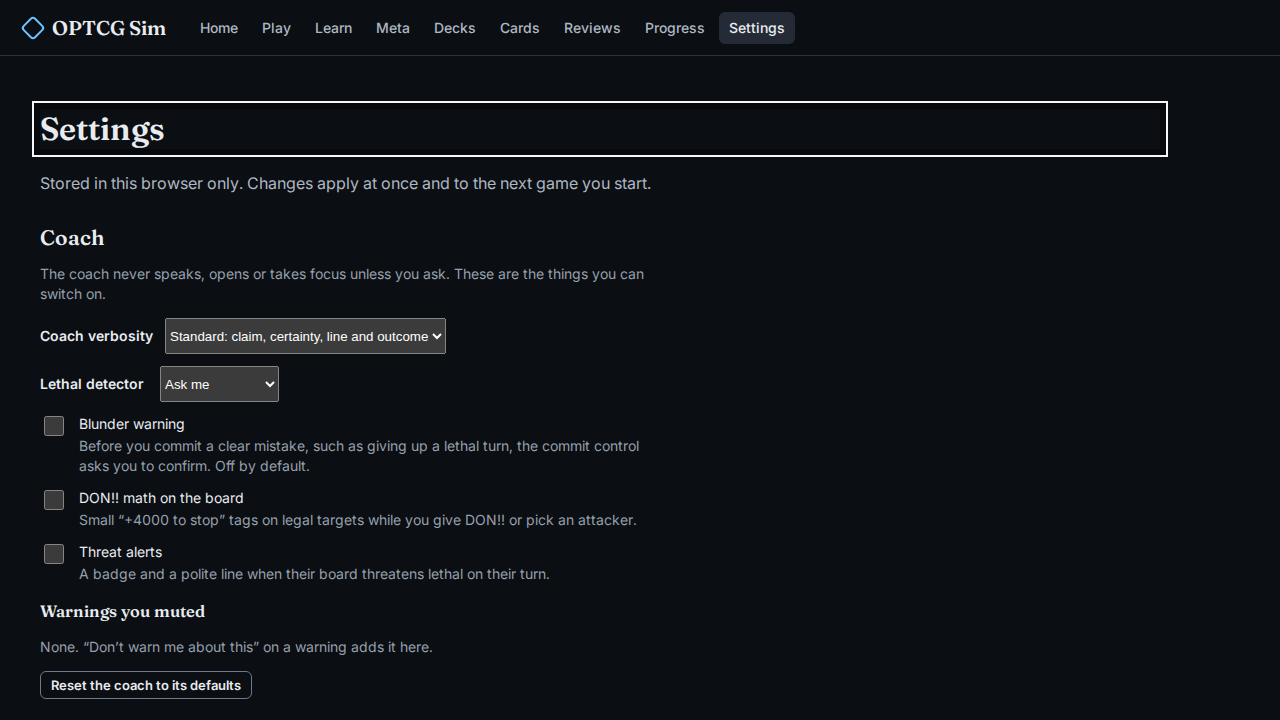 OPTCG Sim
Home
Play
Learn
Meta
Decks
Cards
Reviews
Progress
Settings
Settings
Stored in this browser only. Changes apply at once and to the next game you start.
Coach
The coach never speaks, opens or takes focus unless you ask. These are the things you can
switch on.
Coach verbosity
Standard: claim, certainty, line and outcome
Lethal detector
Ask me
Blunder warning
Before you commit a clear mistake, such as giving up a lethal turn, the commit control
asks you to confirm. Off by default.
DON!! math on the board
Small “+4000 to stop” tags on legal targets while you give DON!! or pick an attacker.
Threat alerts
A badge and a polite line when their board threatens lethal on their turn.
Warnings you muted
None. “Don’t warn me about this” on a warning adds it here.
Reset the coach to its defaults